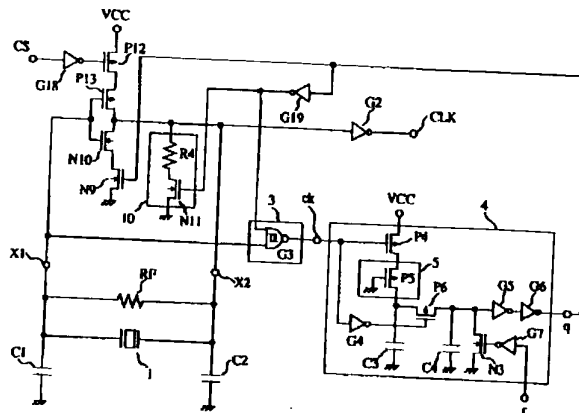 VCC
CS
P12
G18
P13
G19
G2
CLK
N10
R4
N9
10
N11
3
ck
VCC
4
G3
P4
X1
5
X2
P5
P6
Rf
G5
G6
G4
G7
q
C1
1
C2
C3
C4
N3
r